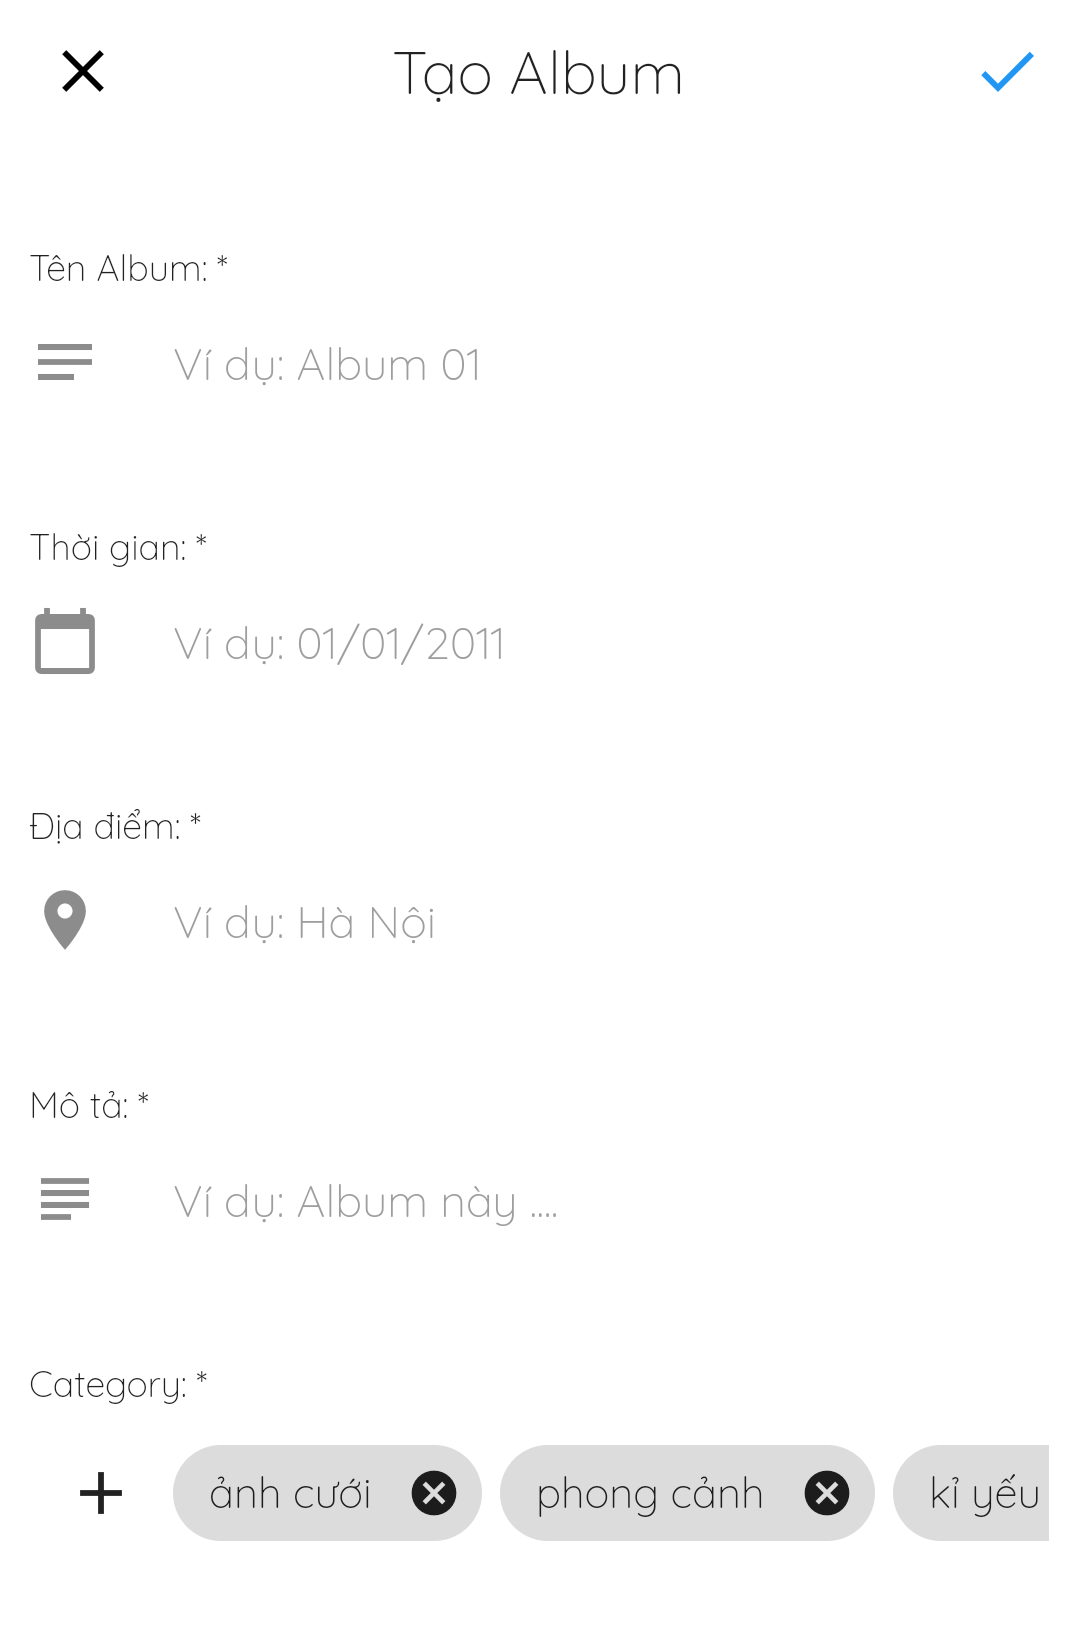 Tạo Album
Tên Album: *
Ví dụ: Album 01
Thời gian: *
Ví dụ: 01/01/2011
Địa điểm: *
Ví dụ: Hà Nội
Mô tả: *
Ví dụ: Album này ....
Category: *
ảnh cưới phong cảnh kỉ yếu